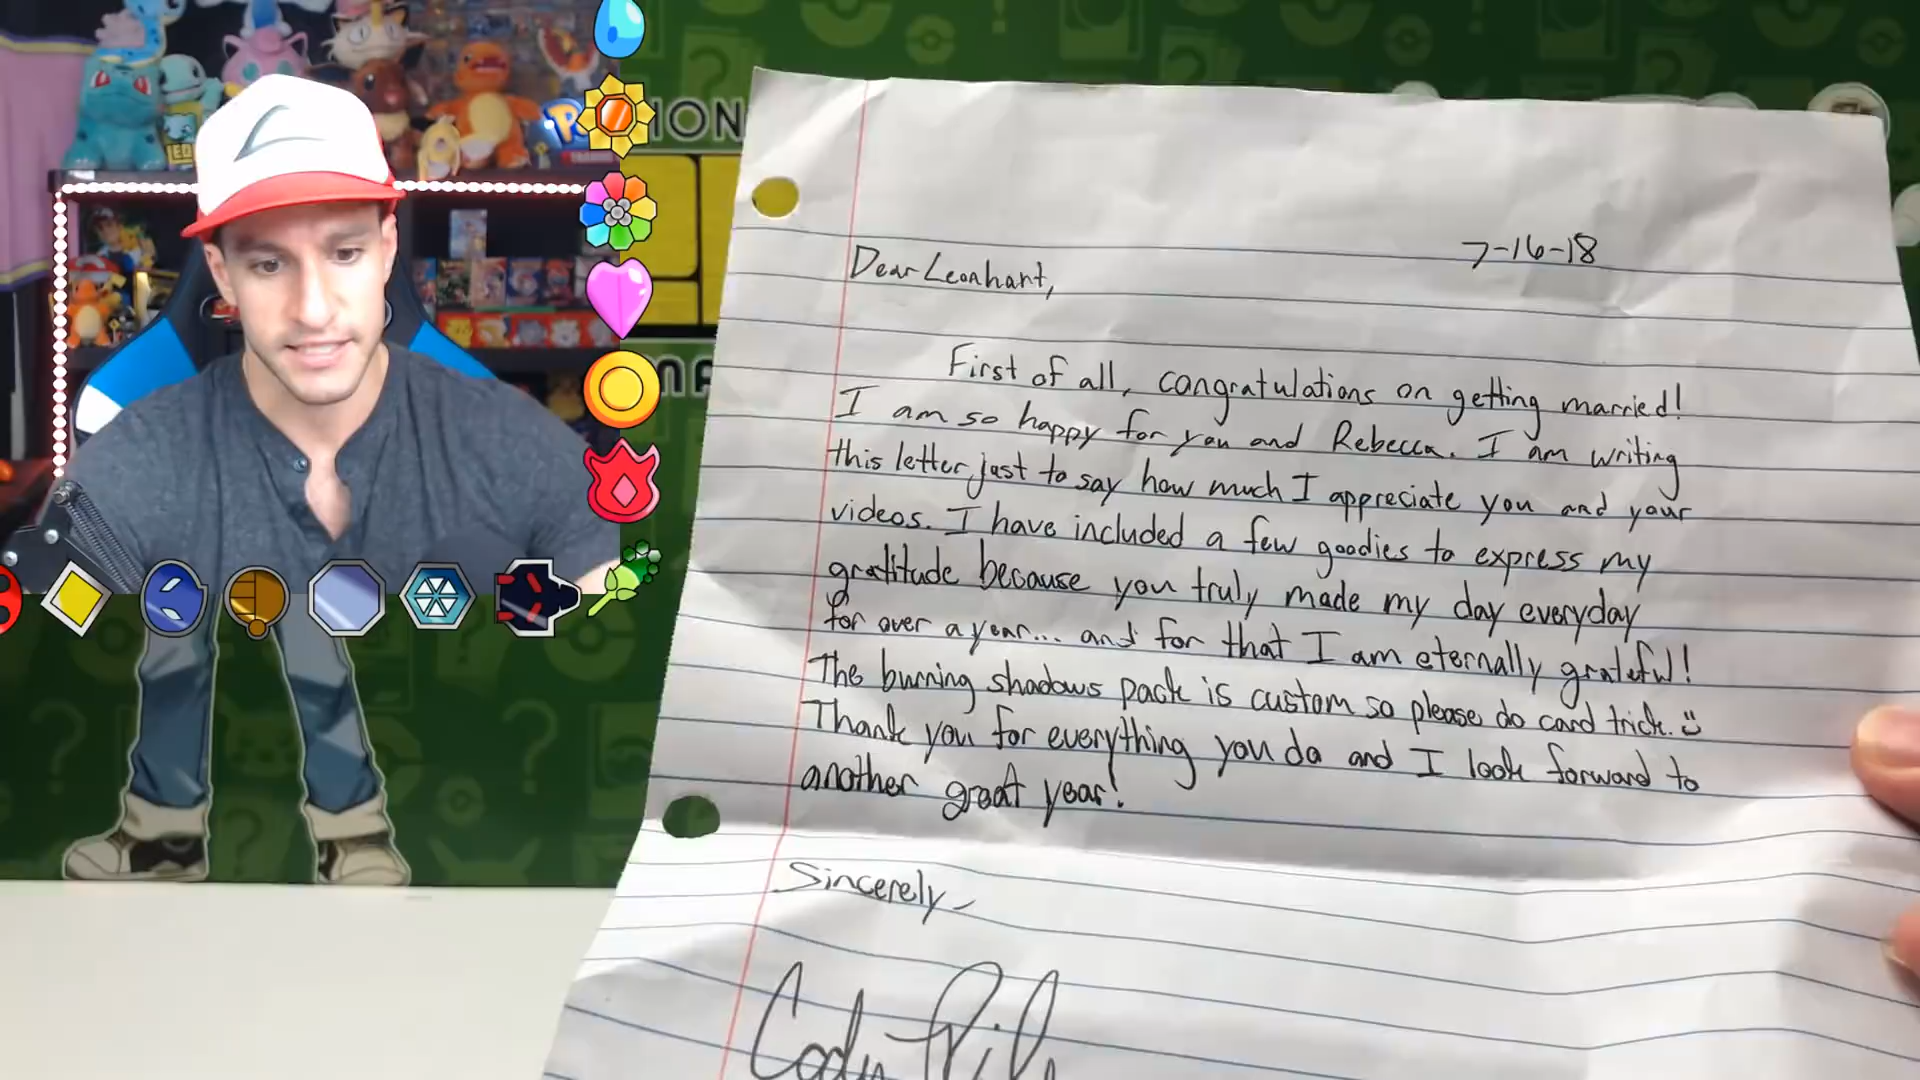 7-16-18
Dear Leonhart,
First of all, congratulations on getting married!
I am so happy for you and Rebecca. I am writing
this letter just to say how much I appreciate you and your
videos. I have included a few goodies to express my
gratitude because you truly made my day everyday
for over a year... and for that I am eternally grateful!
The burning shadows pack is custom so please do card trick.
Thank you for everything you do and I look forward to
another great year!
Sincerely,